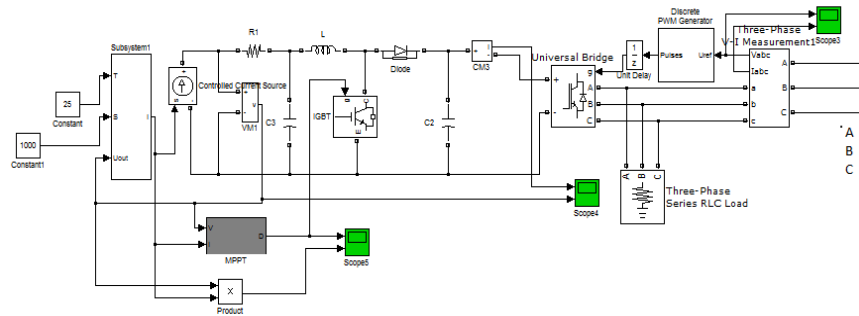 Discrete
PWM Generator
Three-Phase
V-I Measurement1
Scope3
Subsystem1
R1
L
Diode
CM3
Universal Bridge
Unit Delay
1
z
Pulses
Uref
Vabc
Iabc
A
B
C
a
b
c
g
A
B
C
+
-
T
S
Uout
I
25
Constant
1000
Constant1
Controlled Current Source
s
+
-
+
-
v
VM1
C3
IGBT
g
C
E
C2
+
-
i
A
B
C
Three-Phase
Series RLC Load
A
B
C
Scope4
V
I
D
MPPT
Scope5
X
Product